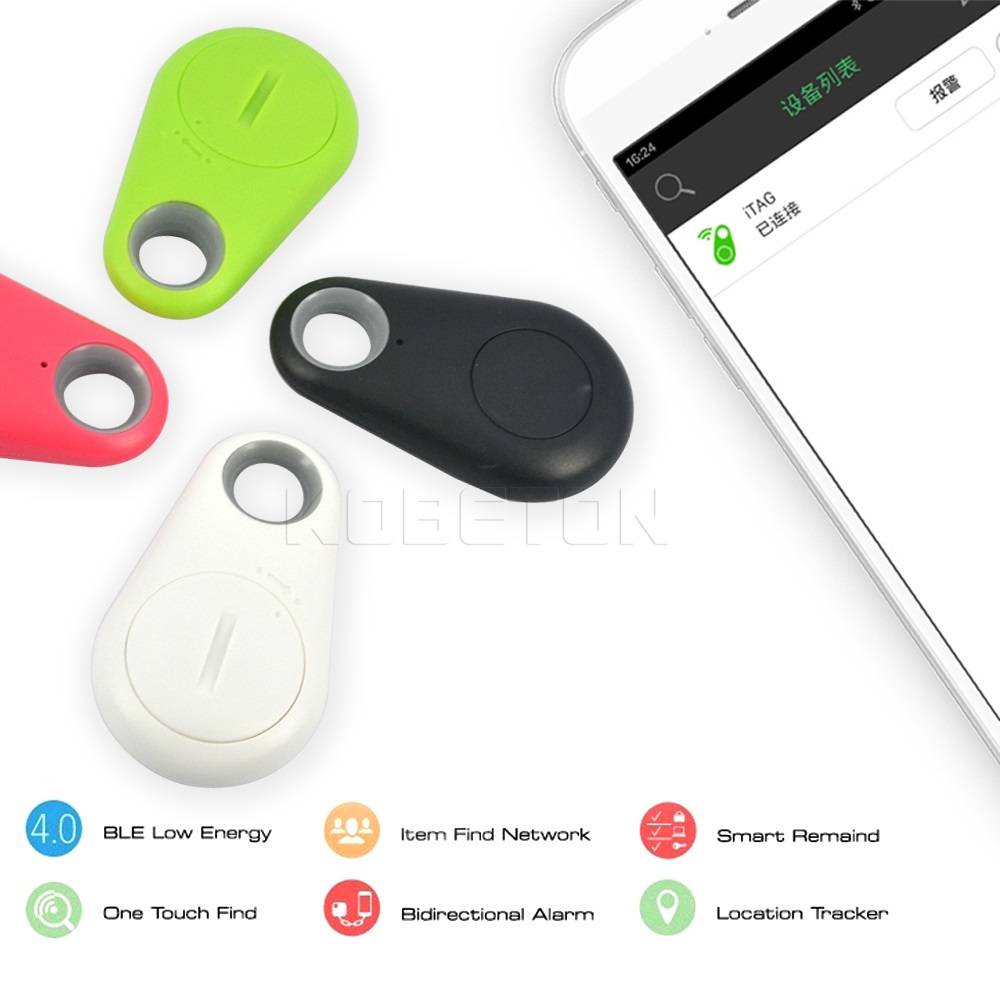 16:24
设备列表
报警
iTAG
已连接
KOBETON
4.0 BLE Low Energy
Item Find Network
Smart Remaind
One Touch Find
Bidirectional Alarm
Location Tracker